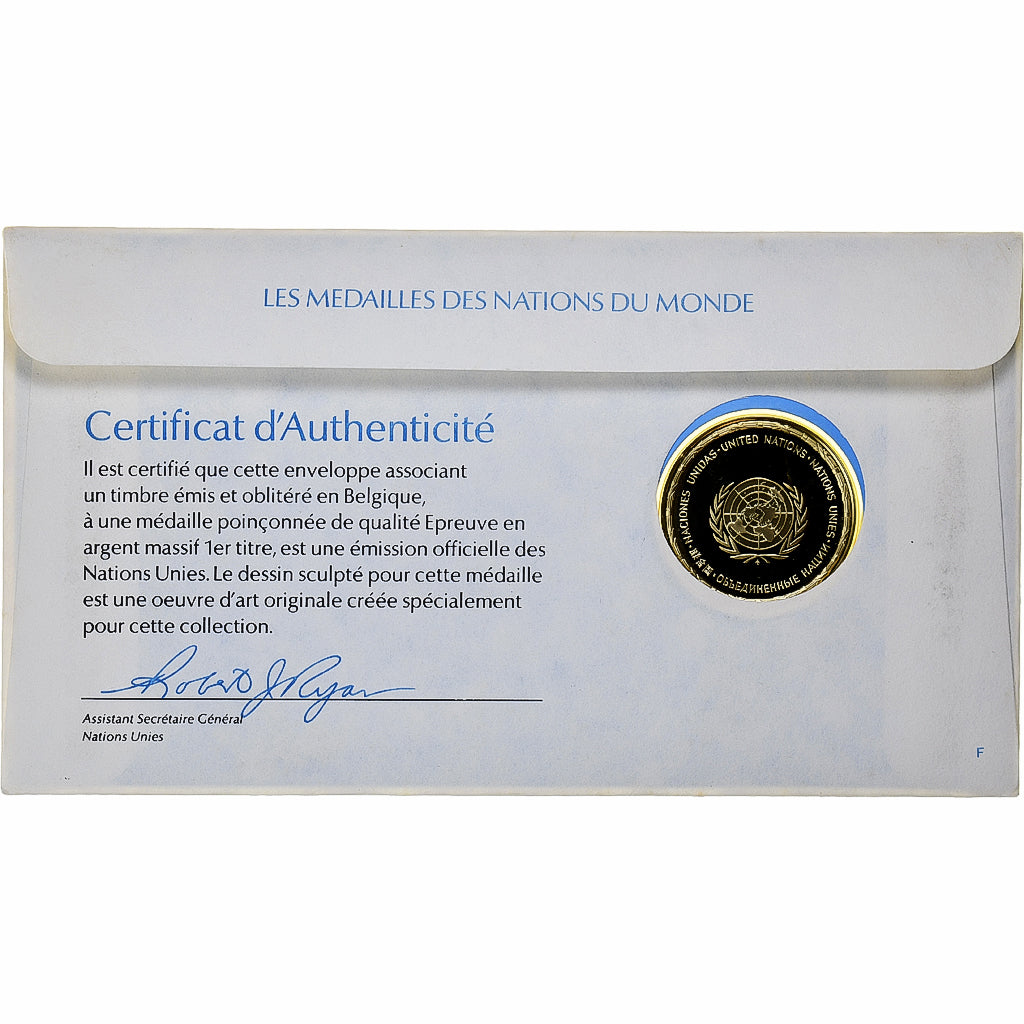 LES MEDAILLES DES NATIONS DU MONDE
Certificat d'Authenticité
Il est certifié que cette enveloppe associant
un timbre émis et oblitéré en Belgique,
à une médaille poinçonnée de qualité Epreuve en
argent massif 1er titre, est une émission officielle des
Nations Unies. Le dessin sculpté pour cette médaille
est une oeuvre d'art originale créée spécialement
pour cette collection.
Robert J Ryan
Assistant Secrétaire Général
Nations Unies
NACIONES UNIDAS · UNITED NATIONS · NATIONS UNIES ·
ОБЪЕДИНЕННЫЕ НАЦИИ ·
F